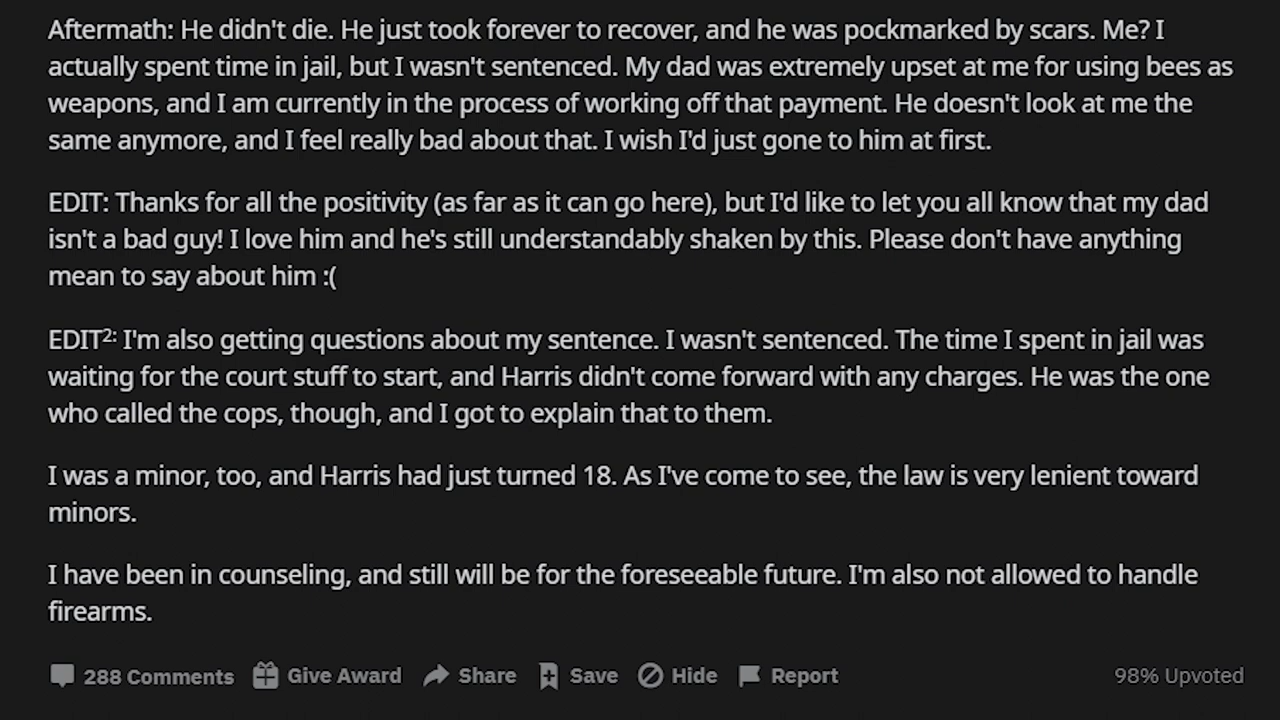 Aftermath: He didn't die. He just took forever to recover, and he was pockmarked by scars. Me? I
actually spent time in jail, but I wasn't sentenced. My dad was extremely upset at me for using bees as
weapons, and I am currently in the process of working off that payment. He doesn't look at me the
same anymore, and I feel really bad about that. I wish I'd just gone to him at first.
EDIT: Thanks for all the positivity (as far as it can go here), but I'd like to let you all know that my dad
isn't a bad guy! I love him and he's still understandably shaken by this. Please don't have anything
mean to say about him :(
EDIT²: I'm also getting questions about my sentence. I wasn't sentenced. The time I spent in jail was
waiting for the court stuff to start, and Harris didn't come forward with any charges. He was the one
who called the cops, though, and I got to explain that to them.
I was a minor, too, and Harris had just turned 18. As I've come to see, the law is very lenient toward
minors.
I have been in counseling, and still will be for the foreseeable future. I'm also not allowed to handle
firearms.
288 Comments Give Award Share Save Hide Report 98% Upvoted